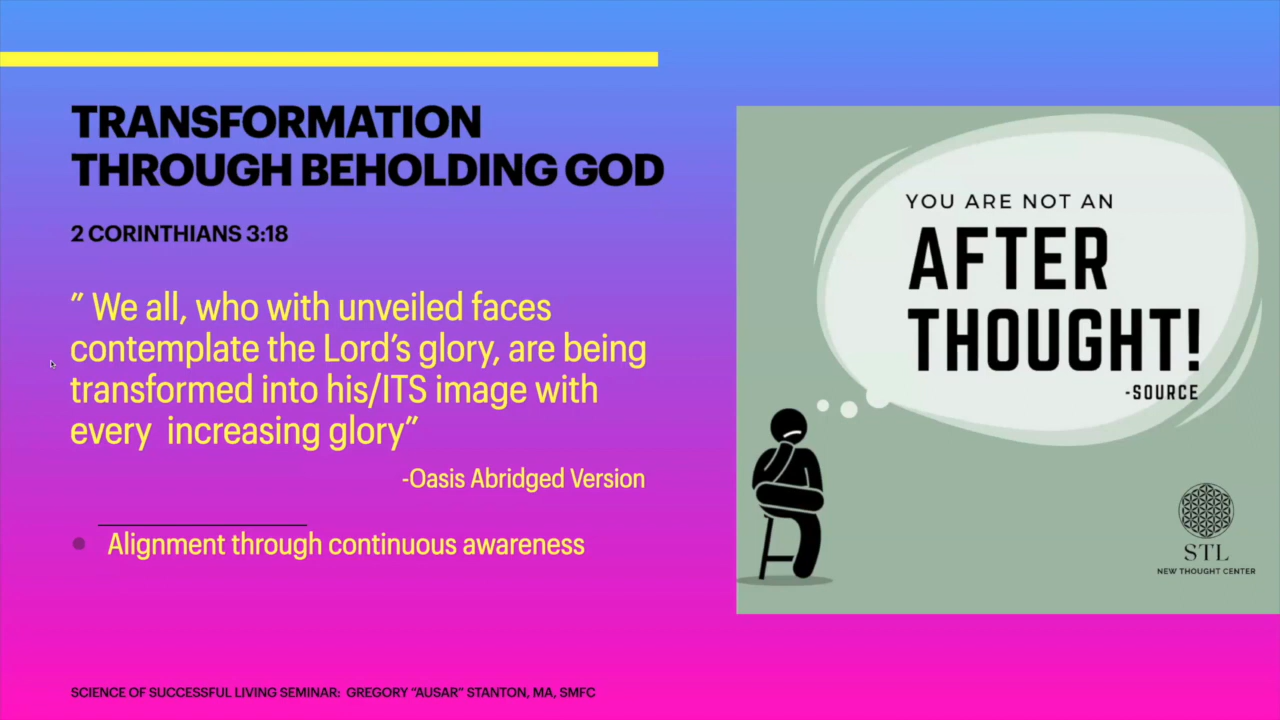 TRANSFORMATION
THROUGH BEHOLDING GOD
2 CORINTHIANS 3:18
” We all, who with unveiled faces
contemplate the Lord’s glory, are being
transformed into his/ITS image with
every increasing glory”
-Oasis Abridged Version
Alignment through continuous awareness
SCIENCE OF SUCCESSFUL LIVING SEMINAR: GREGORY “AUSAR” STANTON, MA, SMFC
YOU ARE NOT AN
AFTER
THOUGHT!
-SOURCE
STL
NEW THOUGHT CENTER